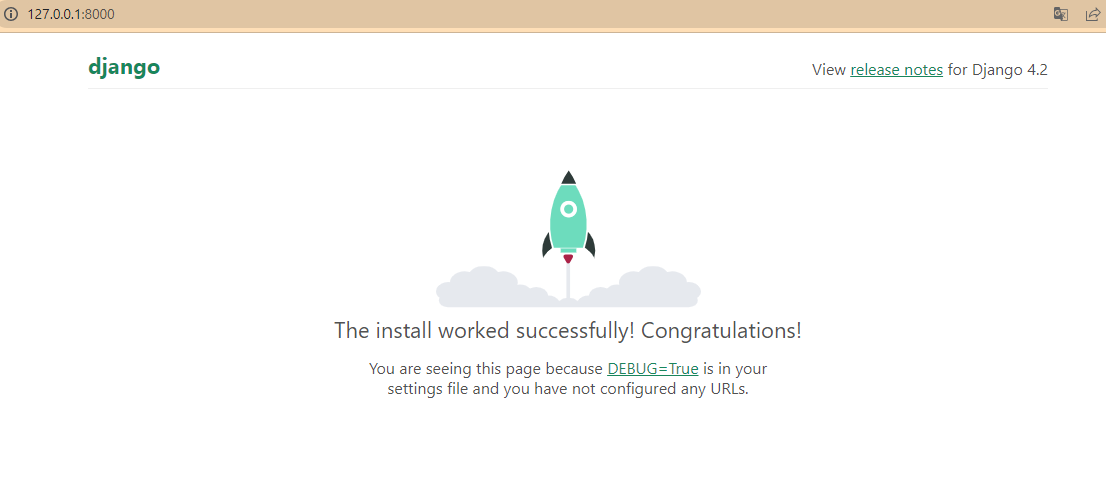 127.0.0.1:8000
django
View release notes for Django 4.2
The install worked successfully! Congratulations!
You are seeing this page because DEBUG=True is in your
settings file and you have not configured any URLs.